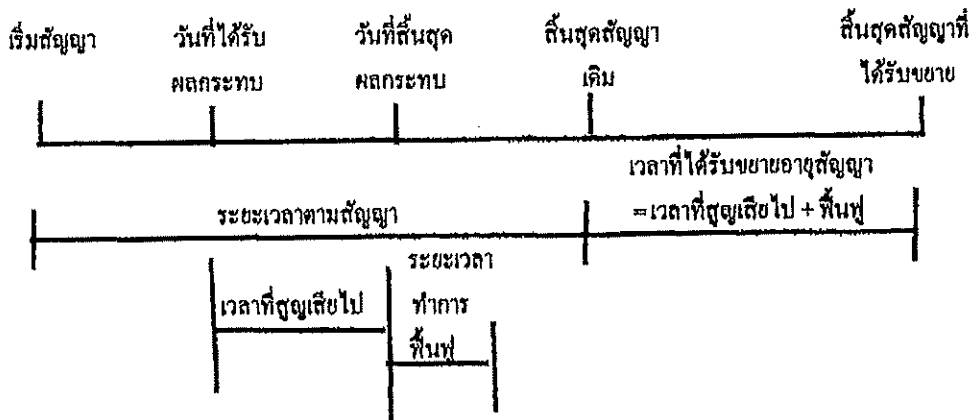 เริ่มสัญญา
วันที่ได้รับ
ผลกระทบ
วันที่สิ้นสุด
ผลกระทบ
สิ้นสุดสัญญา
เดิม
สิ้นสุดสัญญาที่
ได้รับขยาย
ระยะเวลาตามสัญญา
เวลาที่ได้รับขยายอายุสัญญา
=เวลาที่สูญเสียไป + ฟื้นฟู
เวลาที่สูญเสียไป
ระยะเวลา
ทำการ
ฟื้นฟู